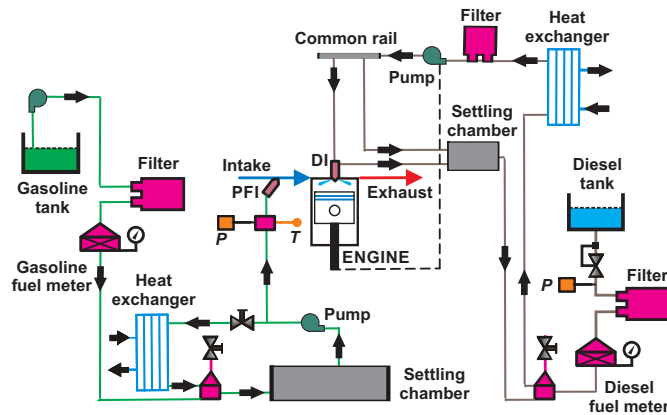 Filter
Heat
exchanger
Common rail
Pump
Settling
chamber
Filter
Intake
DI
PFI
Exhaust
Gasoline
tank
Diesel
tank
P
T
ENGINE
Gasoline
fuel meter
Heat
exchanger
P
Filter
Pump
Settling
chamber
Diesel
fuel meter